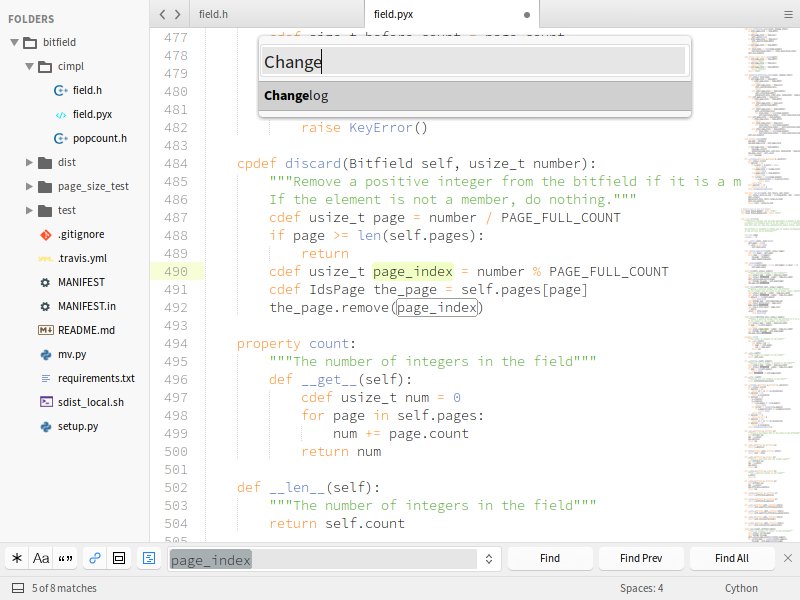 FOLDERS
bitfield
cimpl
field.h
field.pyx
popcount.h
dist
page_size_test
test
.gitignore
.travis.yml
MANIFEST
MANIFEST.in
README.md
mv.py
requirements.txt
sdist_local.sh
setup.py
field.h
field.pyx
Change
Changelog
477
478
479
480
481
482 raise KeyError()
483
484 cpdef discard(Bitfield self, usize_t number):
485 """Remove a positive integer from the bitfield if it is a m
486 If the element is not a member, do nothing."""
487 cdef usize_t page = number / PAGE_FULL_COUNT
488 if page >= len(self.pages):
489 return
490 cdef usize_t page_index = number % PAGE_FULL_COUNT
491 cdef IdsPage the_page = self.pages[page]
492 the_page.remove(page_index)
493
494 property count:
495 """The number of integers in the field"""
496 def __get__(self):
497 cdef usize_t num = 0
498 for page in self.pages:
499 num += page.count
500 return num
501
502 def __len__(self):
503 """The number of integers in the field"""
504 return self.count
505
Aa
page_index
Find
Find Prev
Find All
5 of 8 matches
Spaces: 4
Cython